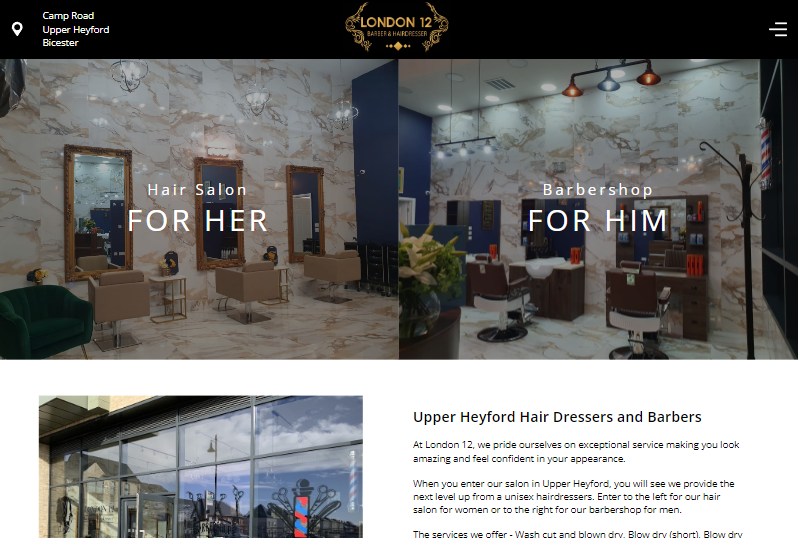 Camp Road
Upper Heyford
Bicester
LONDON 12
BARBER & HAIRDRESSER
Hair Salon
FOR HER
Barbershop
FOR HIM
Upper Heyford Hair Dressers and Barbers
At London 12, we pride ourselves on exceptional service making you look
amazing and feel confident in your appearance.
When you enter our salon in Upper Heyford, you will see we provide the
next level up from a unisex hairdressers. Enter to the left for our hair
salon for women or to the right for our barbershop for men.
The services we offer - Wash cut and blown dry, Blow dry (short), Blow dry
LONDON 12